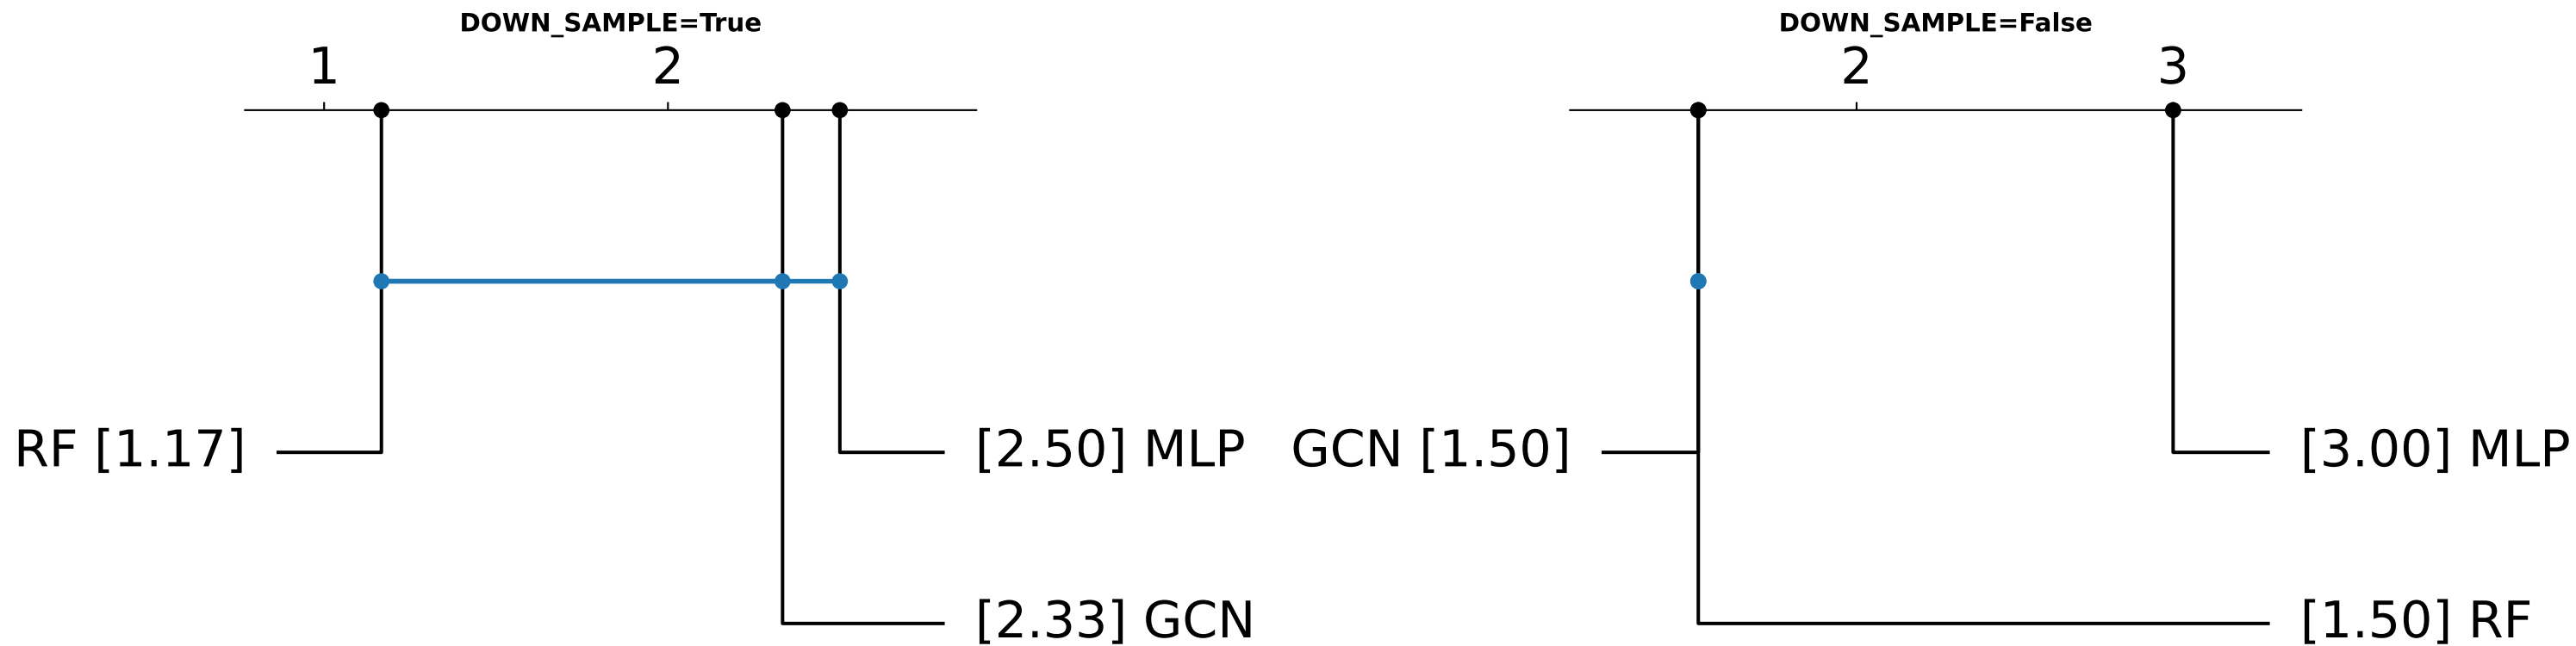 DOWN_SAMPLE=True
1 2
RF [1.17]
[2.50] MLP
[2.33] GCN
DOWN_SAMPLE=False
2 3
GCN [1.50]
[3.00] MLP
[1.50] RF